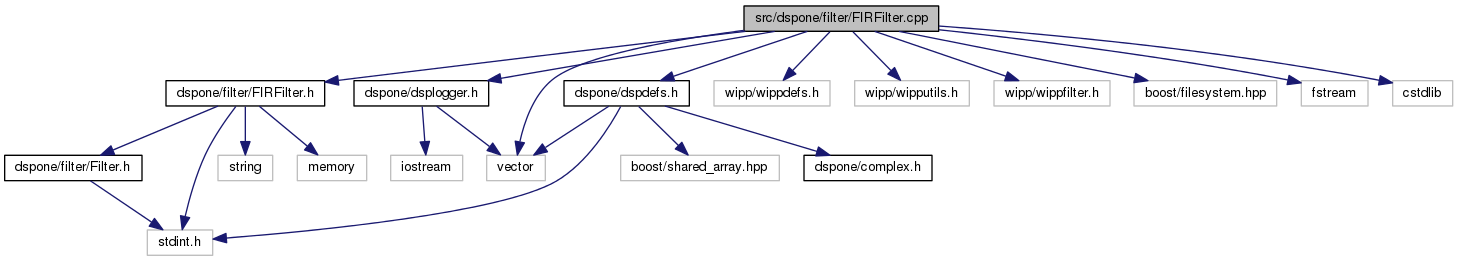 src/dspone/filter/FIRFilter.cpp
dspone/filter/FIRFilter.h
dspone/dsplogger.h
dspone/dspdefs.h
wipp/wippdefs.h
wipp/wipputils.h
wipp/wippfilter.h
boost/filesystem.hpp
fstream
cstdlib
dspone/filter/Filter.h
string
memory
iostream
vector
boost/shared_array.hpp
dspone/complex.h
stdint.h